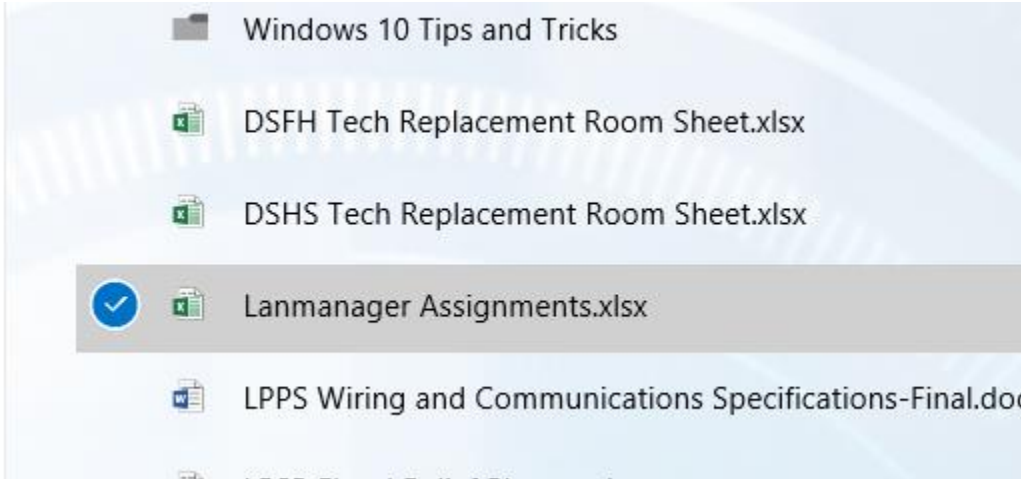 Windows 10 Tips and Tricks
DSFH Tech Replacement Room Sheet.xlsx
DSHS Tech Replacement Room Sheet.xlsx
Lanmanager Assignments.xlsx
LPPS Wiring and Communications Specifications-Final.doc